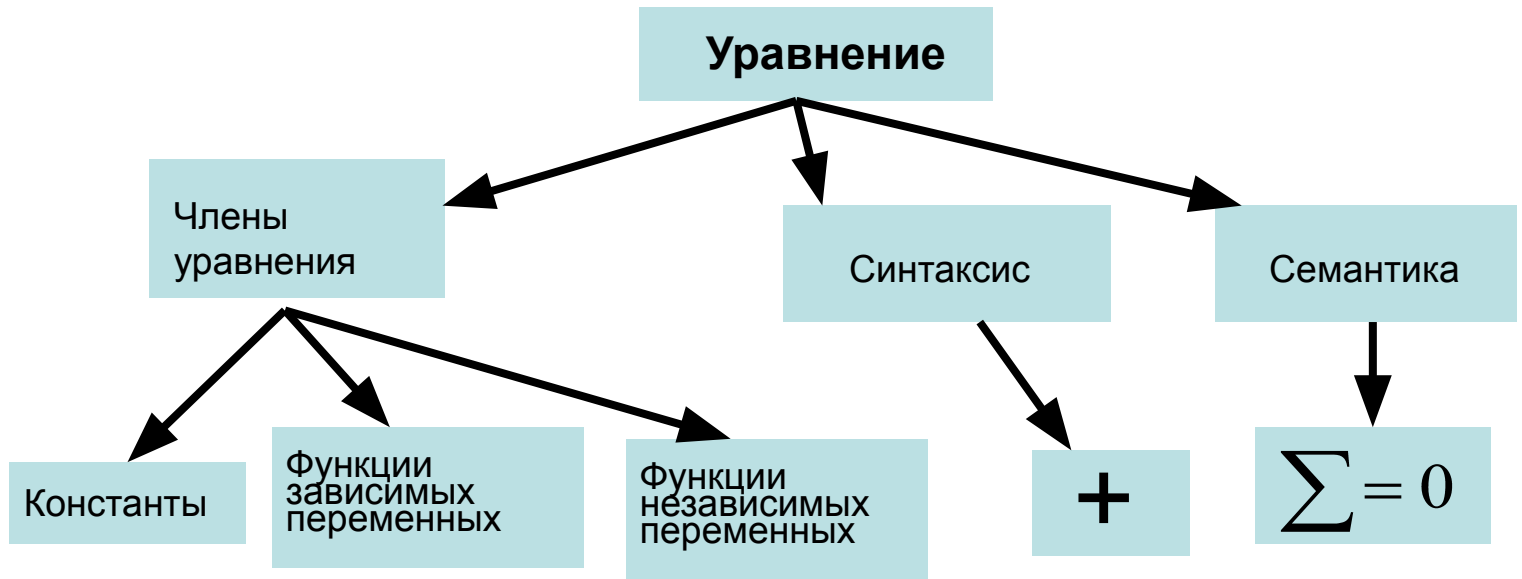 Уравнение
Члены
уравнения
Синтаксис
Семантика
Константы
Функции
зависимых
переменных
Функции
независимых
переменных
+
∑ = 0